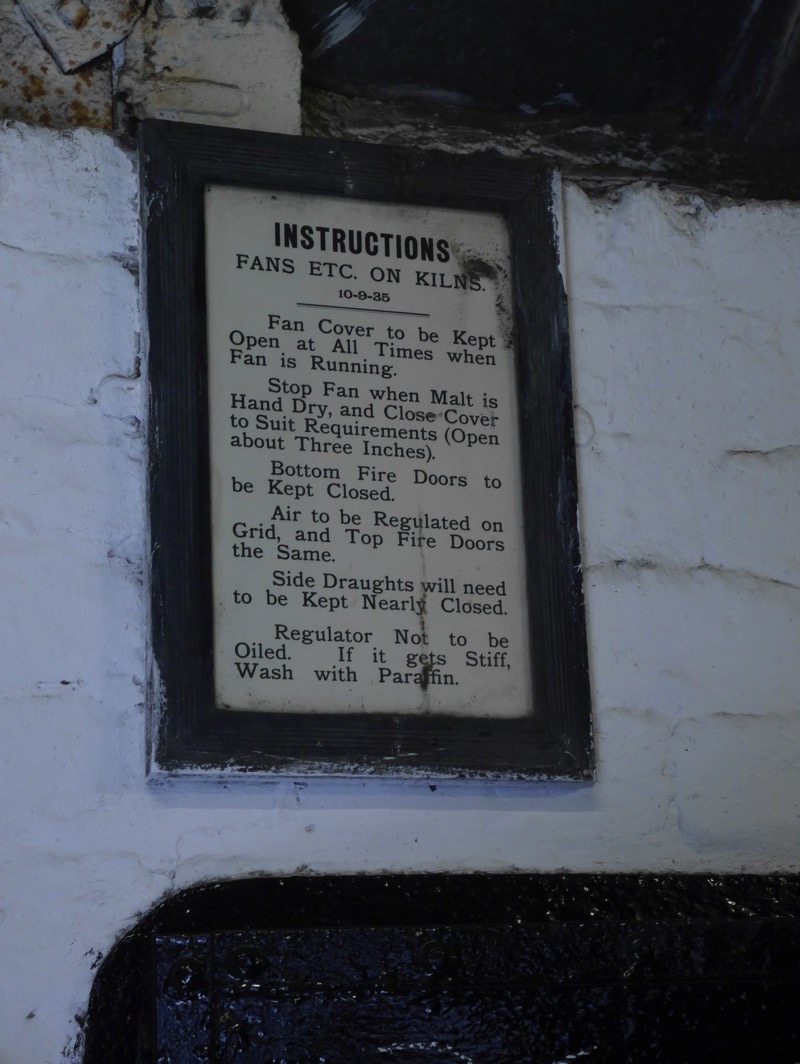 INSTRUCTIONS
FANS ETC. ON KILNS.
10-9-35
Fan Cover to be Kept
Open at All Times when
Fan is Running.
Stop Fan when Malt is
Hand Dry, and Close Cover
to Suit Requirements (Open
about Three Inches).
Bottom Fire Doors to
be Kept Closed.
Air to be Regulated on
Grid, and Top Fire Doors
the Same.
Side Draughts will need
to be Kept Nearly Closed.
Regulator Not to be
Oiled. If it gets Stiff,
Wash with Paraffin.